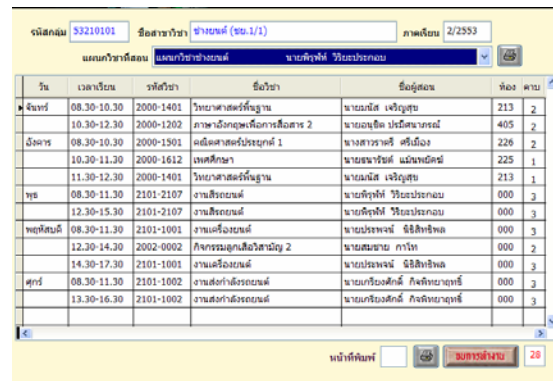 รหัสกลุ่ม 53210101 ชื่อสาขาวิชา ช่างยนต์ (ชย.1/1) ภาคเรียน 2/2553
แผนกวิชาที่สอน แผนกวิชาช่างยนต์ นายพิรุฬห์ วิริยะประกอบ
วัน เวลาเรียน รหัสวิชา ชื่อวิชา ชื่อผู้สอน ห้อง คาบ
จันทร์ 08.30-10.30 2000-1401 วิทยาศาสตร์พื้นฐาน นายมนัส เจริญสุข 213 2
10.30-12.30 2000-1202 ภาษาอังกฤษเพื่อการสื่อสาร 2 นายอนุชิต 405 2
อังคาร 08.30-10.30 2000-1501 คณิตศาสตร์ประยุกต์ 1 นางสาวราตรี ศรีเมือง 226 2
10.30-11.30 2000-1612 เพศศึกษา 225 1
11.30-12.30 2000-1401 วิทยาศาสตร์พื้นฐาน นายมนัส เจริญสุข 213 1
พุธ 08.30-11.30 2101-2107 งานสีรถยนต์ นายพิรุฬห์ วิริยะประกอบ 000 3
12.30-15.30 2101-2107 งานสีรถยนต์ นายพิรุฬห์ วิริยะประกอบ 000 3
พฤหัสบดี 08.30-11.30 2101-1001 งานเครื่องยนต์ นายประพจน์ นิธิสิทธิพล 000 3
12.30-14.30 2002-0002 กิจกรรมลูกเสือวิสามัญ 2 นายสมชาย กาโท 000 2
14.30-17.30 2101-1001 งานเครื่องยนต์ นายประพจน์ นิธิสิทธิพล 000 3
ศุกร์ 08.30-11.30 2101-1002 งานส่งกำลังรถยนต์ นายเกรียงศักดิ์ กิจพิทยาฤทธิ์ 000 3
13.30-16.30 2101-1002 งานส่งกำลังรถยนต์ นายเกรียงศักดิ์ กิจพิทยาฤทธิ์ 000 3
หน้าที่พิมพ์ จบการทำงาน 28